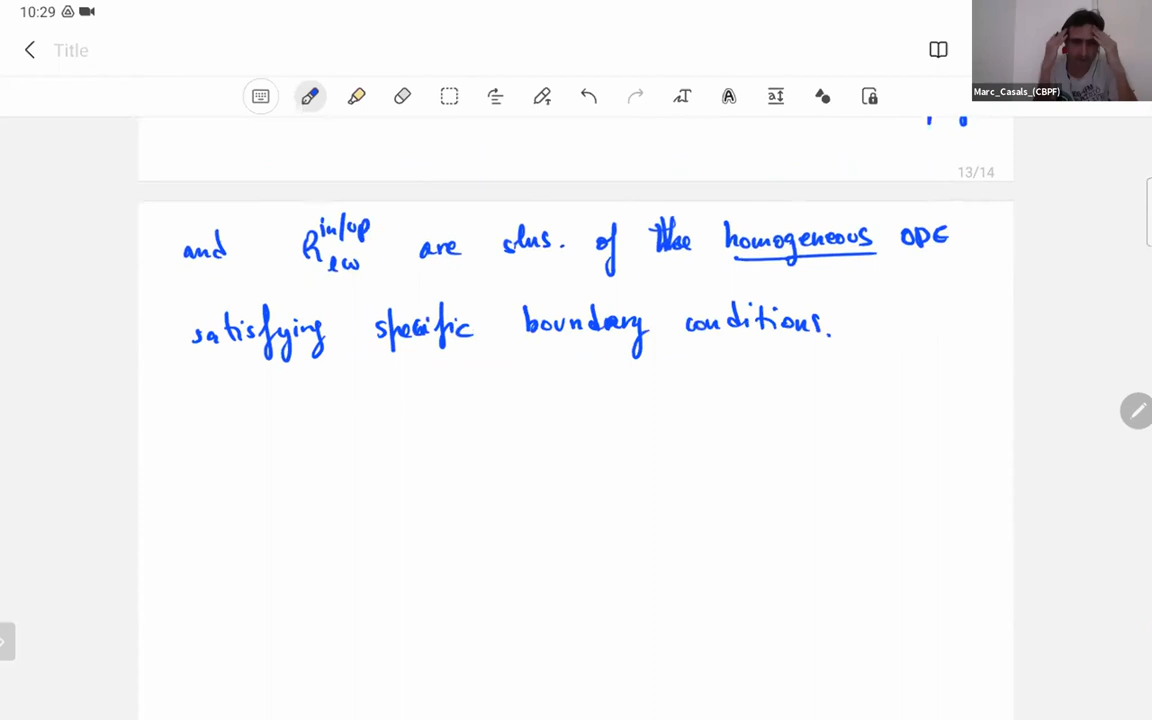 10:29
Title
Marc_Casals_(CBPF)
13/14
and R^{in/up}_{lω} are slns. of the homogeneous ODE
satisfying specific boundary conditions.